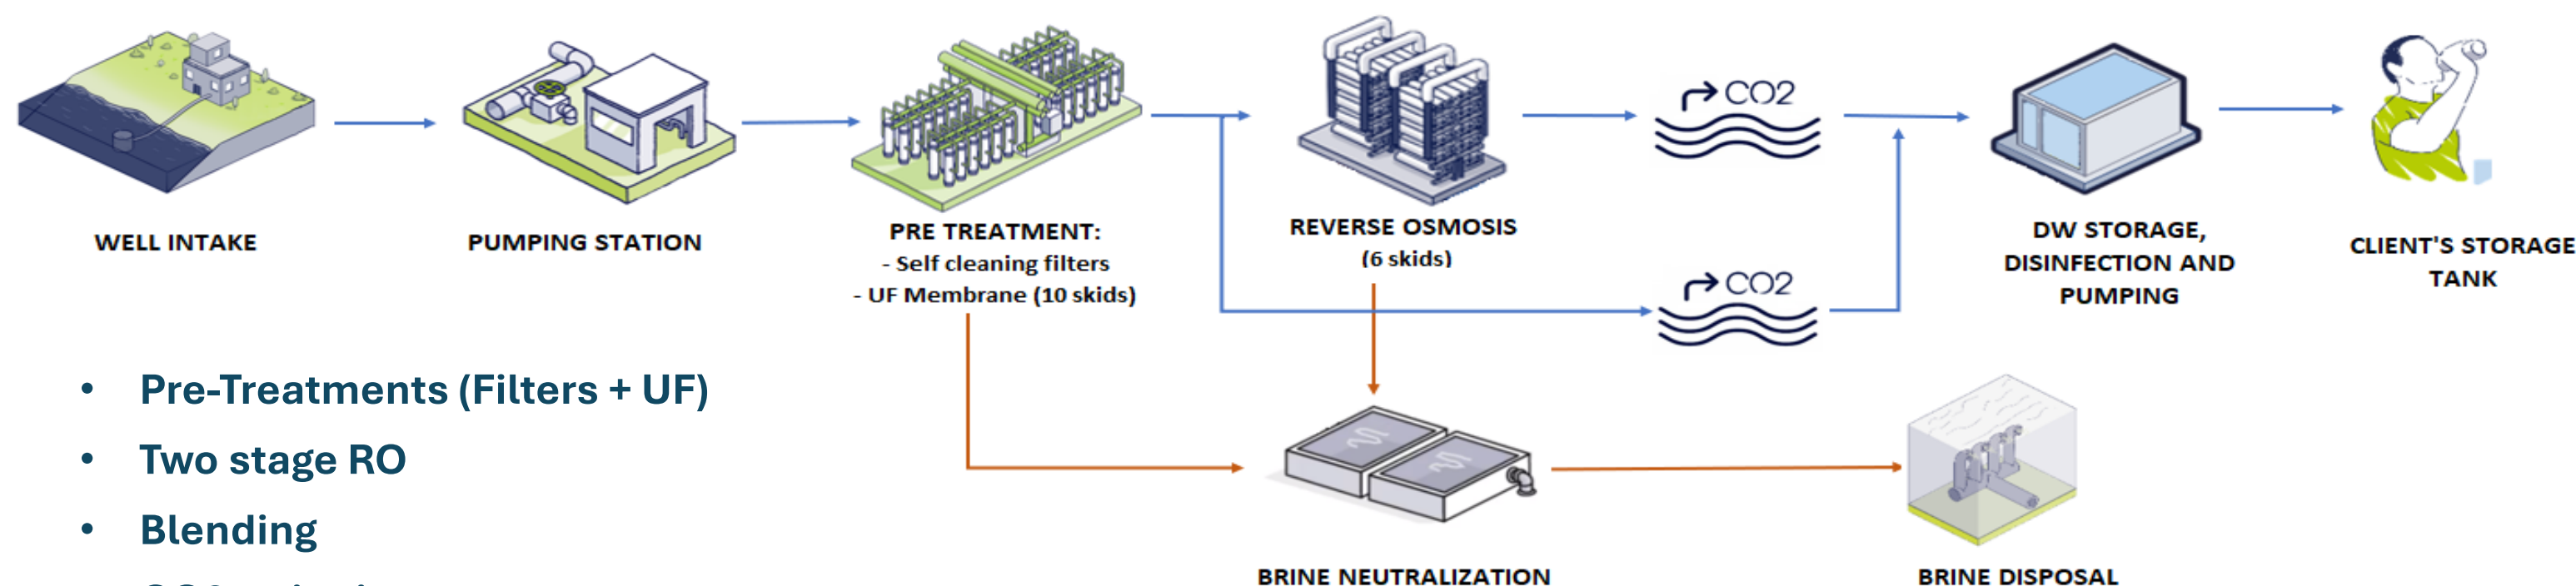 CO2
CO2
WELL INTAKE
PUMPING STATION
PRE TREATMENT:
- Self cleaning filters
- UF Membrane (10 skids)
REVERSE OSMOSIS
(6 skids)
DW STORAGE,
DISINFECTION AND
PUMPING
CLIENT'S STORAGE
TANK
• Pre-Treatments (Filters + UF)
• Two stage RO
• Blending
BRINE NEUTRALIZATION
BRINE DISPOSAL